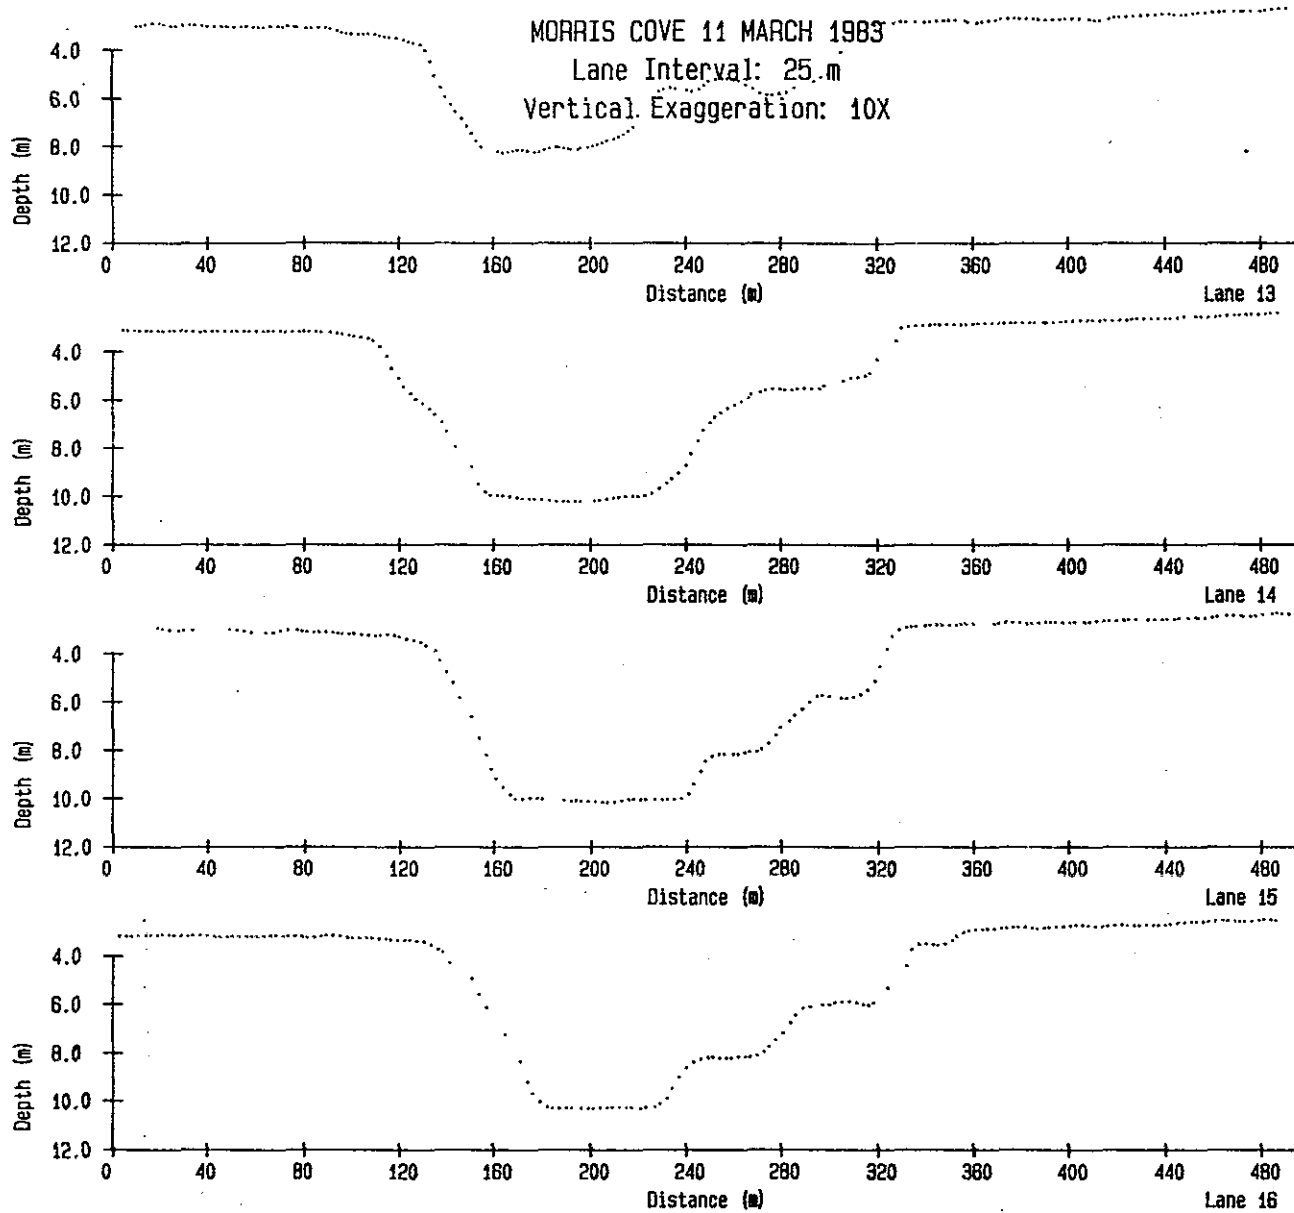 MORRIS COVE 11 MARCH 1983
Lane Interval: 25 m
Vertical Exaggeration: 10X
4.0
6.0
8.0
10.0
12.0
Depth (m)
0 40 80 120 160 200 240 280 320 360 400 440 480
Distance (m)
Lane 13
4.0
6.0
8.0
10.0
12.0
Depth (m)
0 40 80 120 160 200 240 280 320 360 400 440 480
Distance (m)
Lane 14
4.0
6.0
8.0
10.0
12.0
Depth (m)
0 40 80 120 160 200 240 280 320 360 400 440 480
Distance (m)
Lane 15
4.0
6.0
8.0
10.0
12.0
Depth (m)
0 40 80 120 160 200 240 280 320 360 400 440 480
Distance (m)
Lane 16